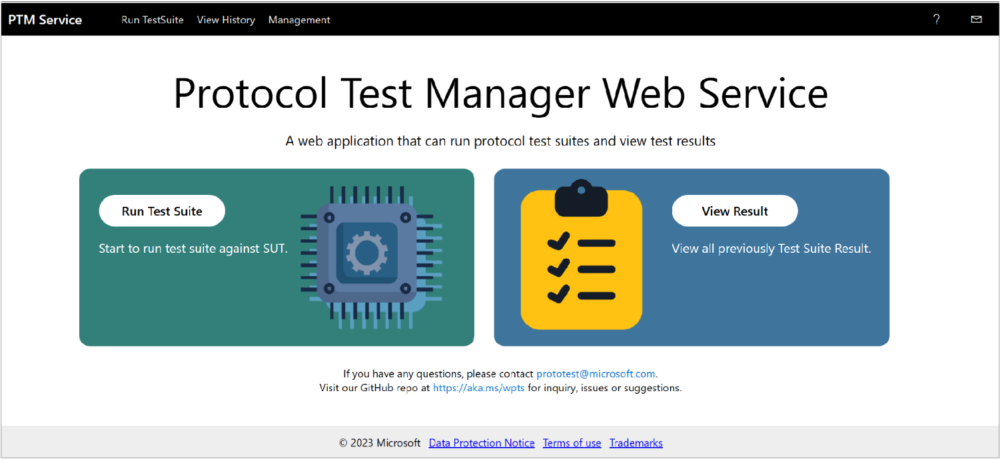 PTM Service Run TestSuite View History Management ?
Protocol Test Manager Web Service
A web application that can run protocol test suites and view test results
Run Test Suite
Start to run test suite against SUT.
View Result
View all previously Test Suite Result.
If you have any questions, please contact prototest@microsoft.com.
Visit our GitHub repo at https://aka.ms/wpts for inquiry, issues or suggestions.
© 2023 Microsoft Data Protection Notice Terms of use Trademarks